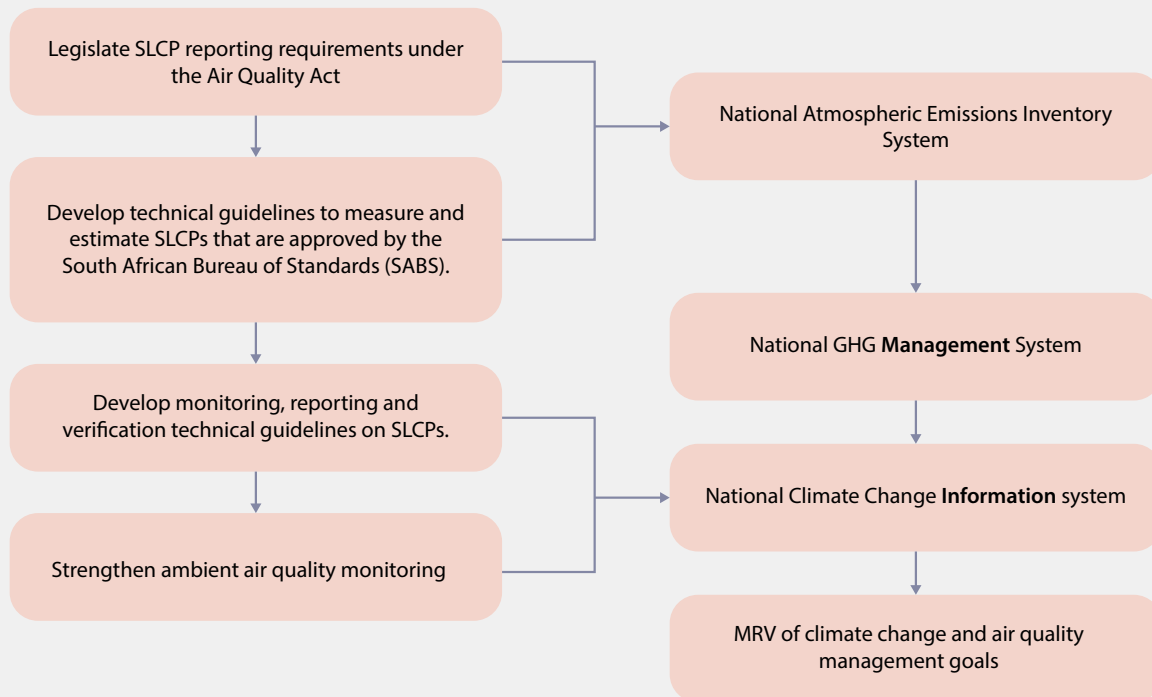 Legislate SLCP reporting requirements under
the Air Quality Act
Develop technical guidelines to measure and
estimate SLCPs that are approved by the
South African Bureau of Standards (SABS).
Develop monitoring, reporting and
verification technical guidelines on SLCPs.
Strengthen ambient air quality monitoring
National Atmospheric Emissions Inventory
System
National GHG Management System
National Climate Change Information system
MRV of climate change and air quality
management goals